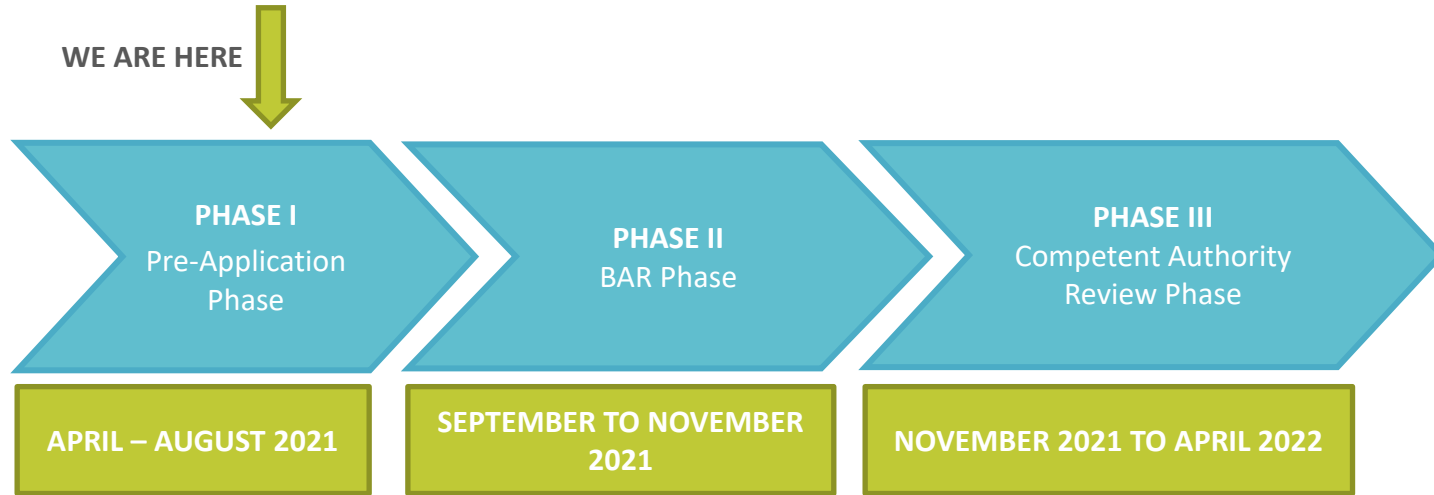 WE ARE HERE
PHASE I
Pre-Application
Phase
PHASE II
BAR Phase
PHASE III
Competent Authority
Review Phase
APRIL – AUGUST 2021
SEPTEMBER TO NOVEMBER
2021
NOVEMBER 2021 TO APRIL 2022